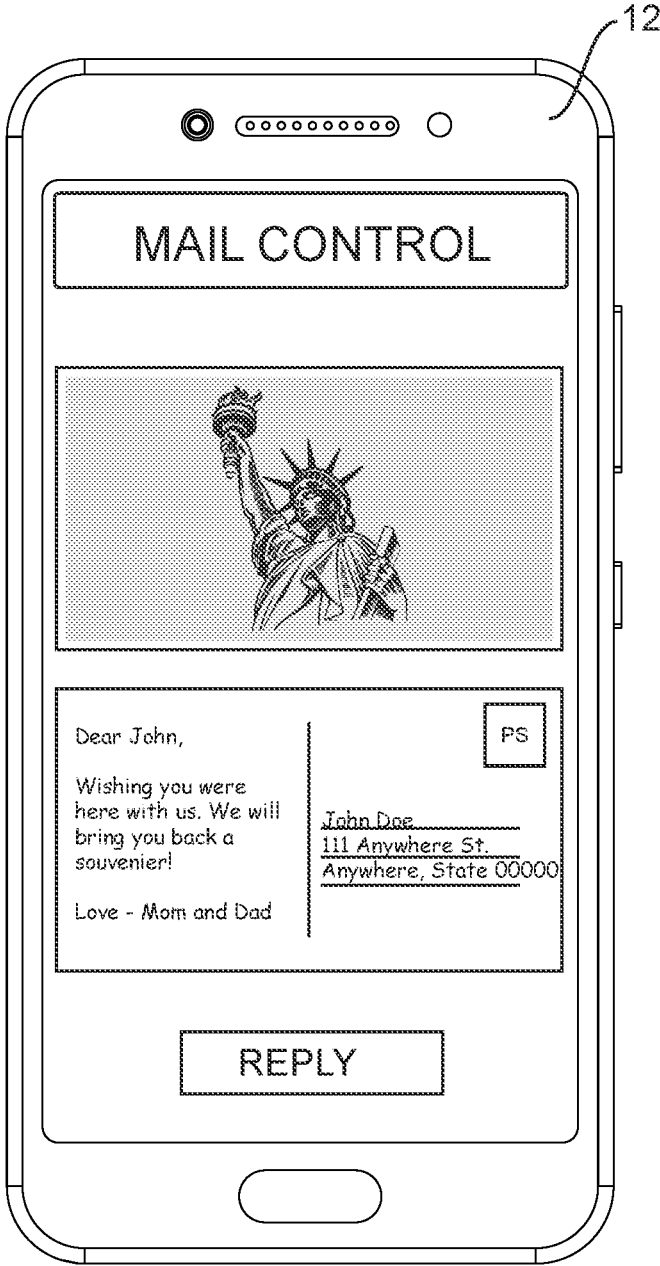 12
MAIL CONTROL
Dear John,
Wishing you were
here with us. We will
bring you back a
souvenier!
Love - Mom and Dad
PS
John Doe
111 Anywhere St.
Anywhere, State 00000
REPLY